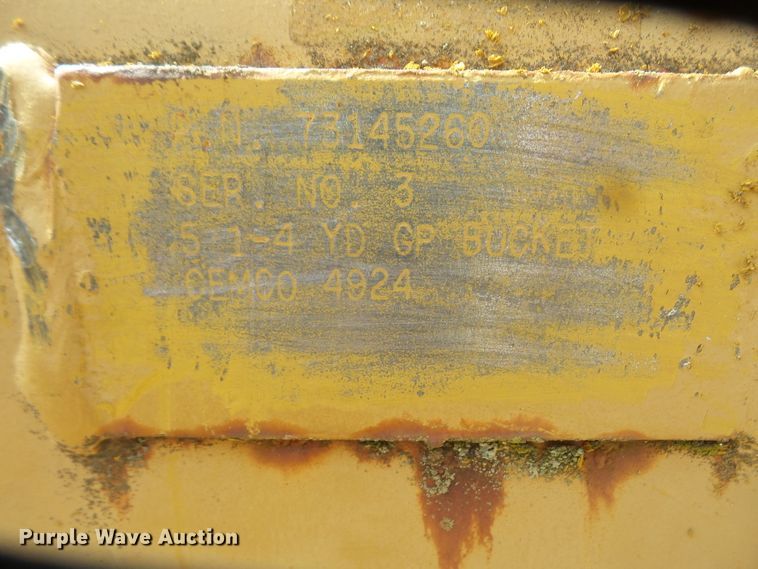 P.N. 73145260
SER. NO. 3
5 1-4 YD GP BUCKET
GEMCO 4924
Purple Wave Auction